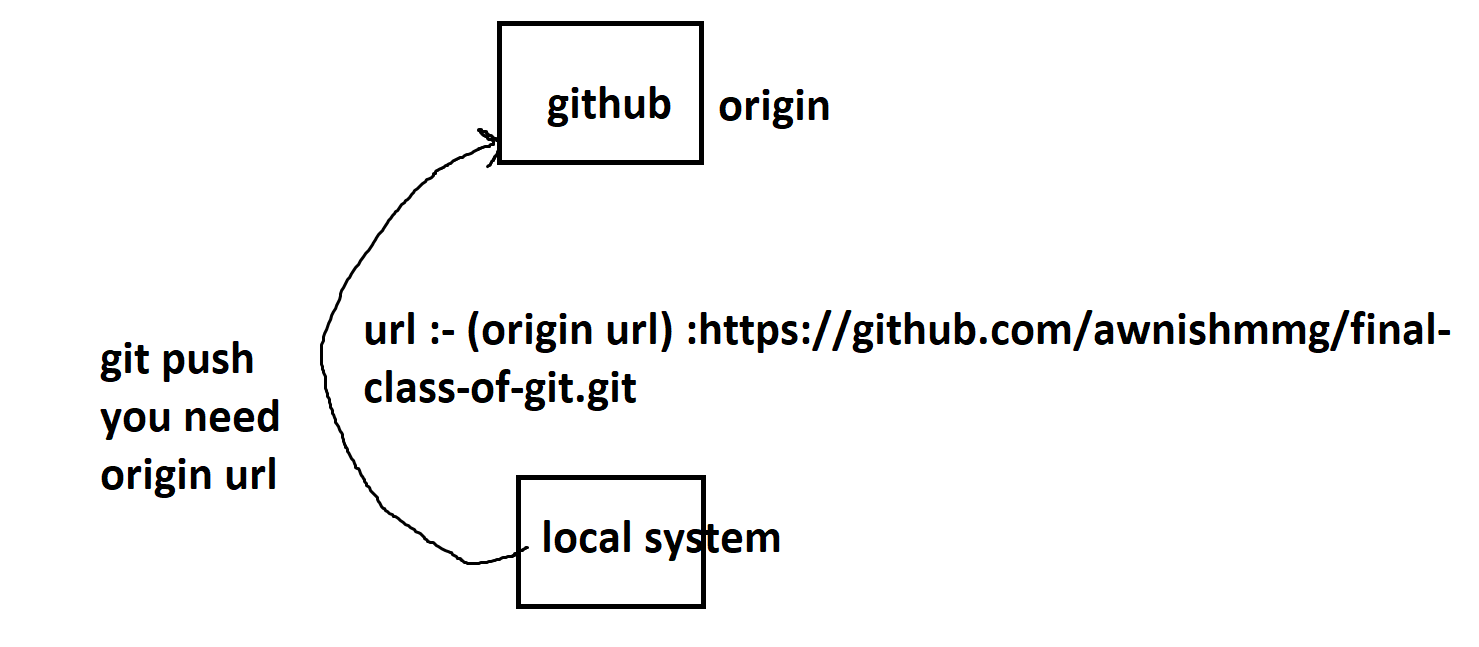 github
origin
url :- (origin url) :https://github.com/awnishmmg/final-
class-of-git.git
git push
you need
origin url
local system